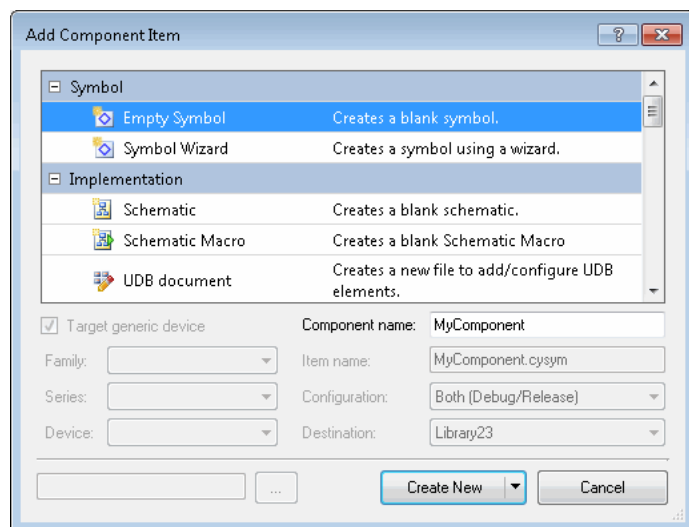 Add Component Item
Symbol
Empty Symbol Creates a blank symbol.
Symbol Wizard Creates a symbol using a wizard.
Implementation
Schematic Creates a blank schematic.
Schematic Macro Creates a blank Schematic Macro
UDB document Creates a new file to add/configure UDB
elements.
Target generic device Component name: MyComponent
Family: Item name: MyComponent.cysym
Series: Configuration: Both (Debug/Release)
Device: Destination: Library23
... Create New Cancel